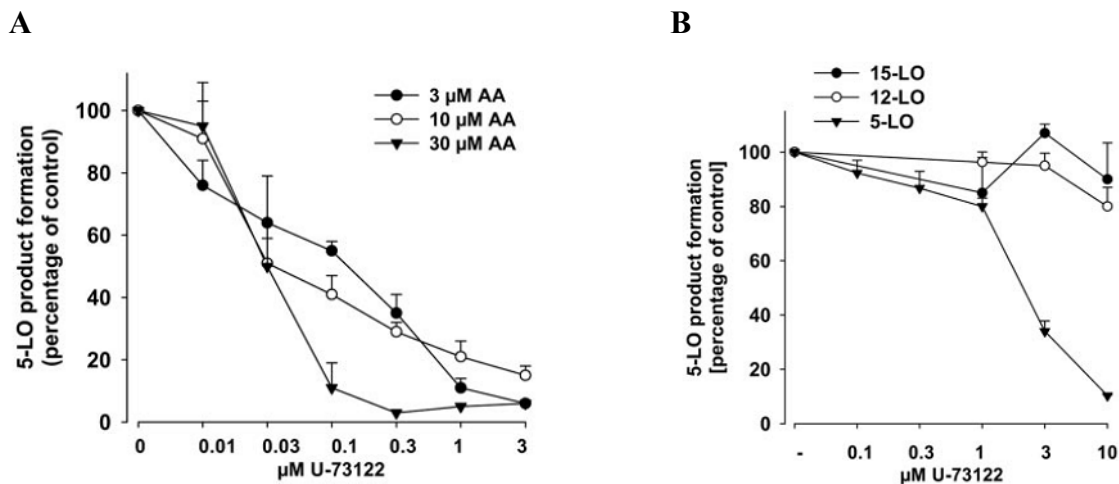 A
5-LO product formation
(percentage of control)
100
80
60
40
20
0
3 µM AA
10 µM AA
30 µM AA
0 0.01 0.03 0.1 0.3 1 3
µM U-73122
B
5-LO product formation
[percentage of control]
100
80
60
40
20
0
15-LO
12-LO
5-LO
- 0.1 0.3 1 3 10
µM U-73122